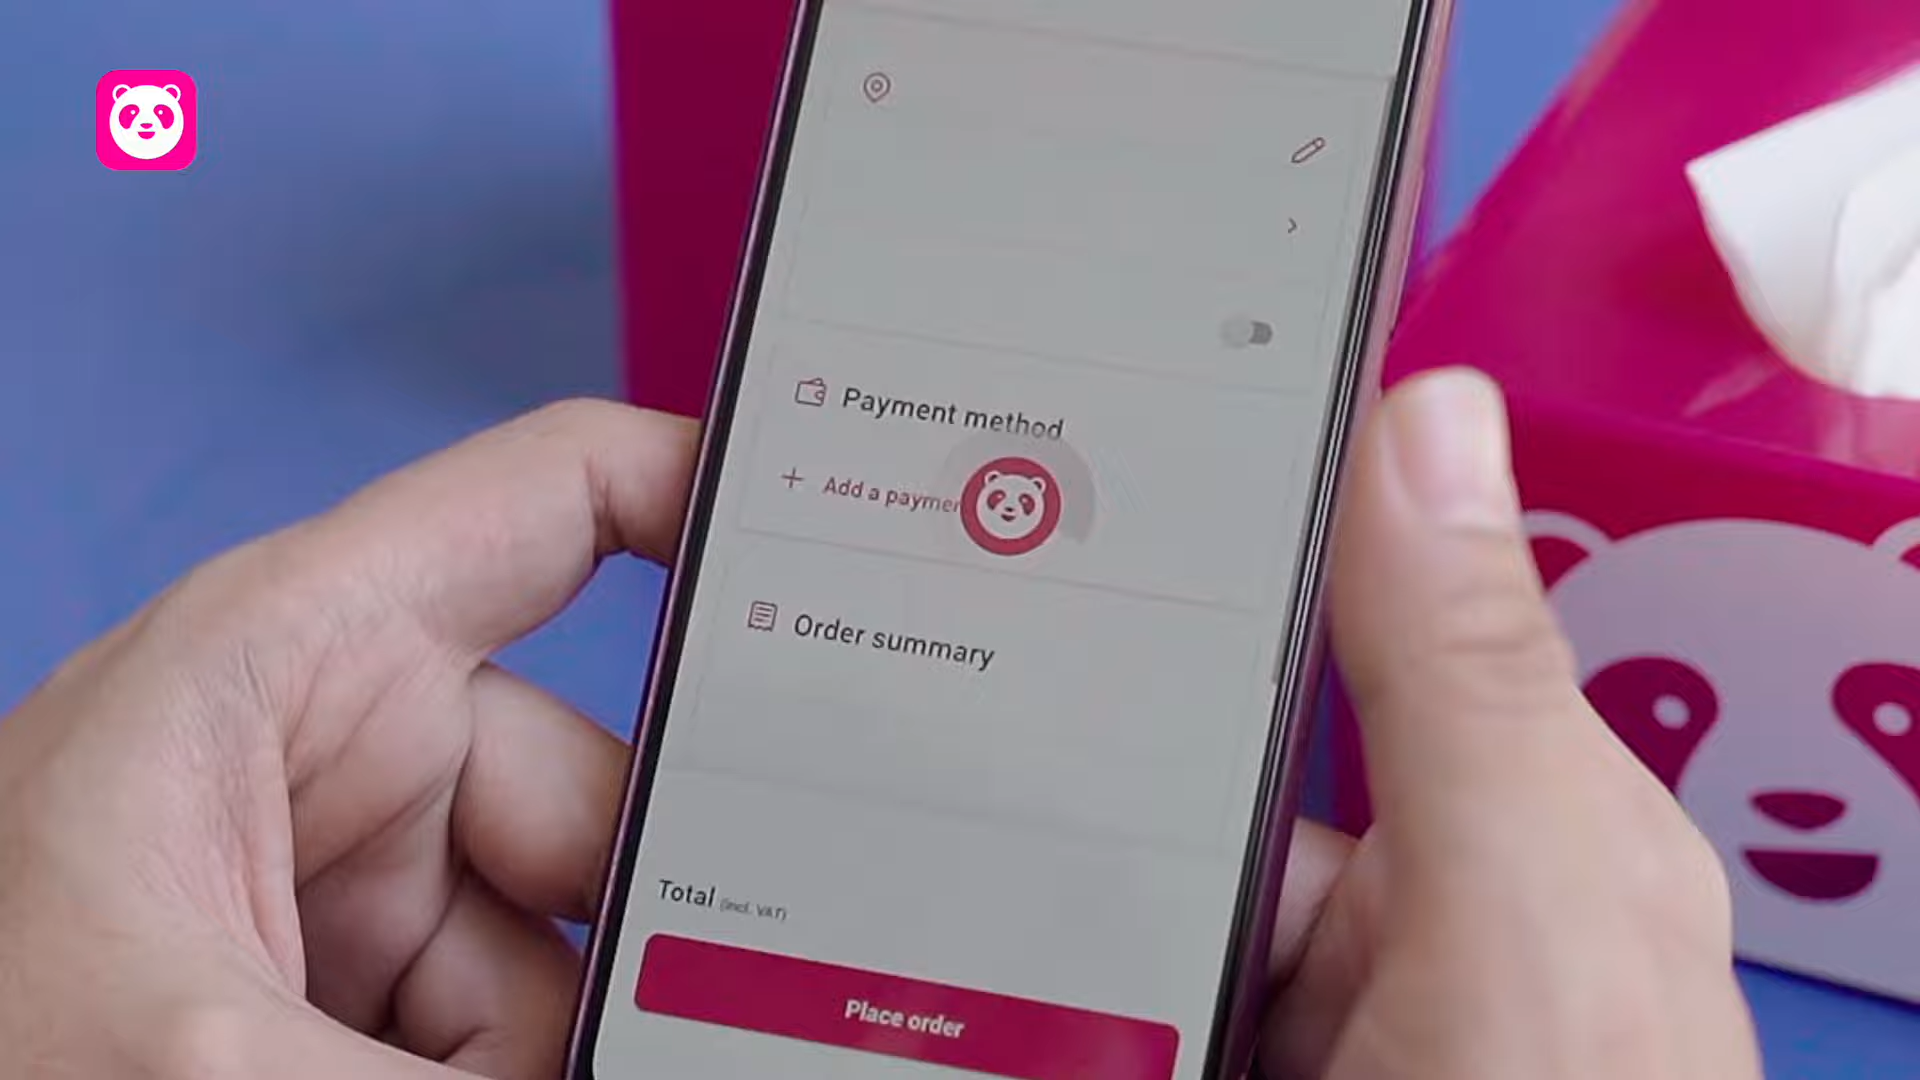 Payment method
Add a paymen
Order summary
Total (incl. VAT)
Place order